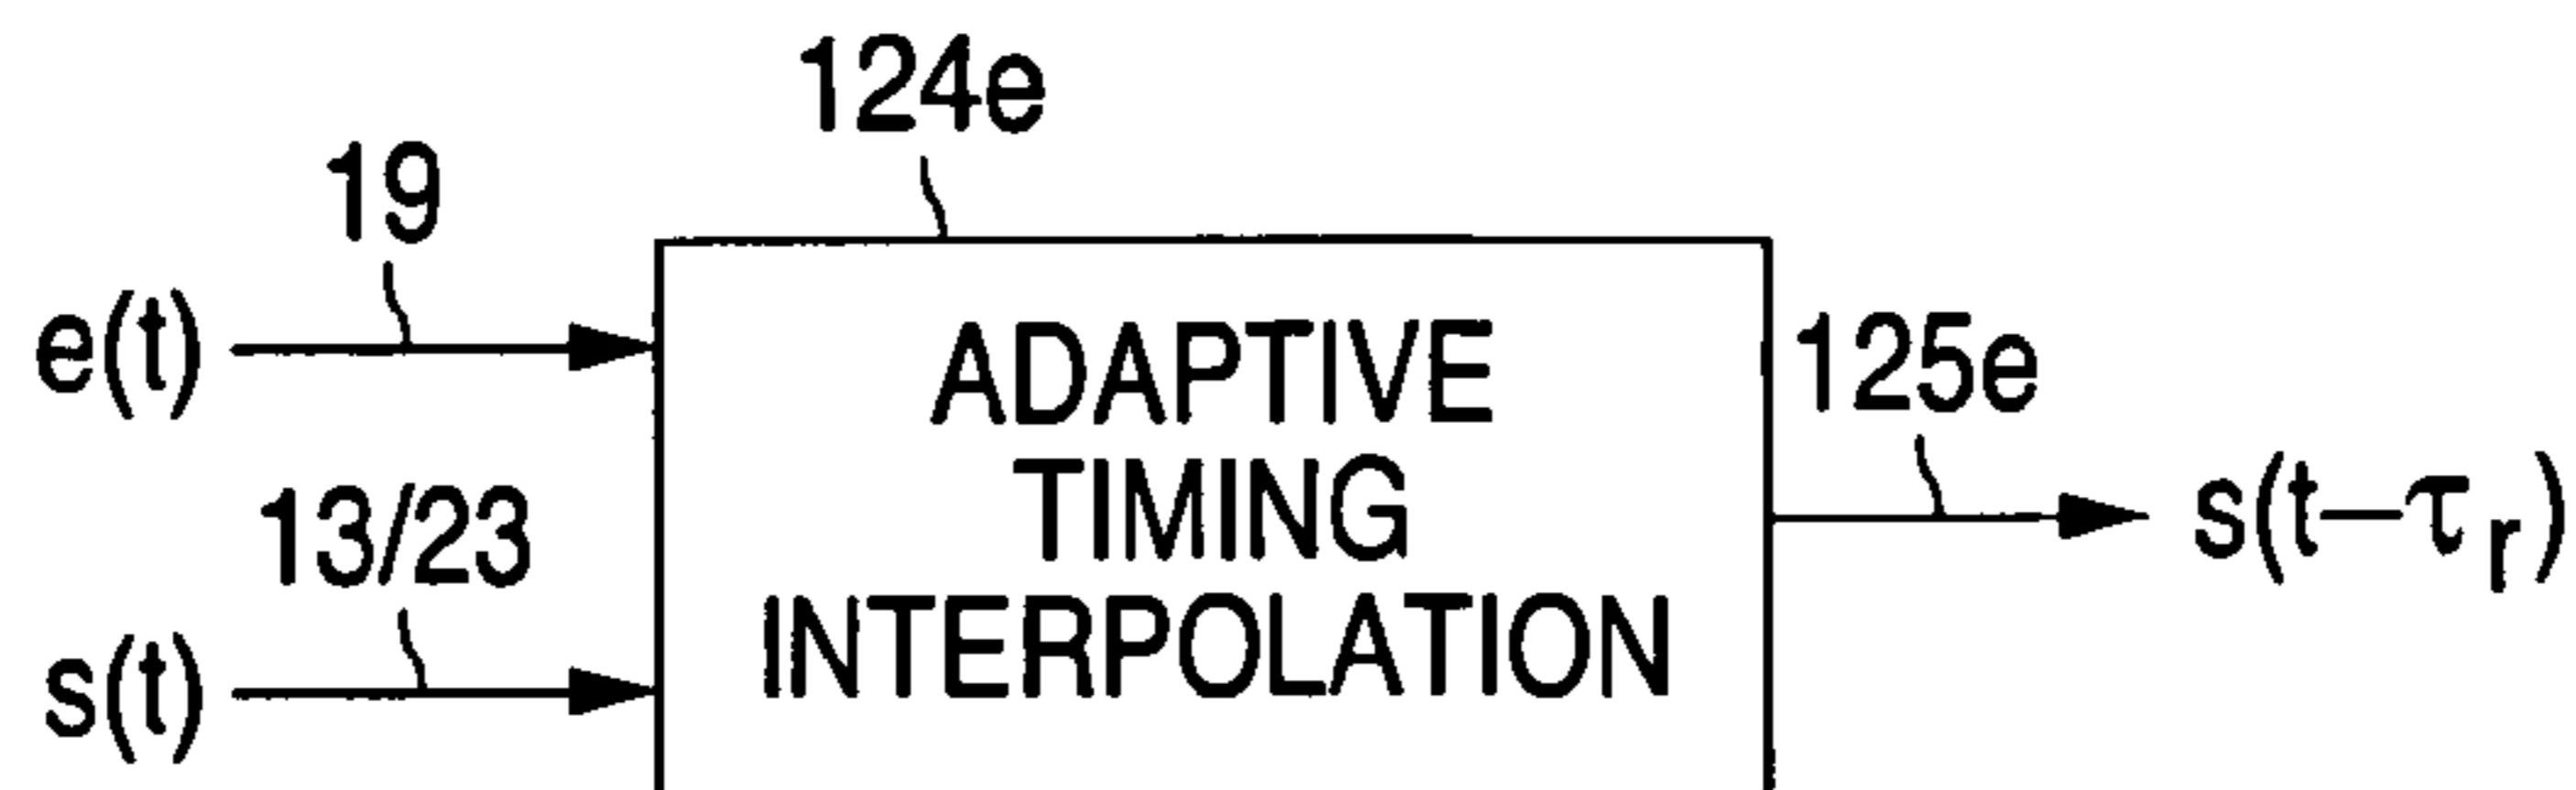 124e
19
e(t)
ADAPTIVE
TIMING
INTERPOLATION
125e
13/23
s(t)
s(t−τr)